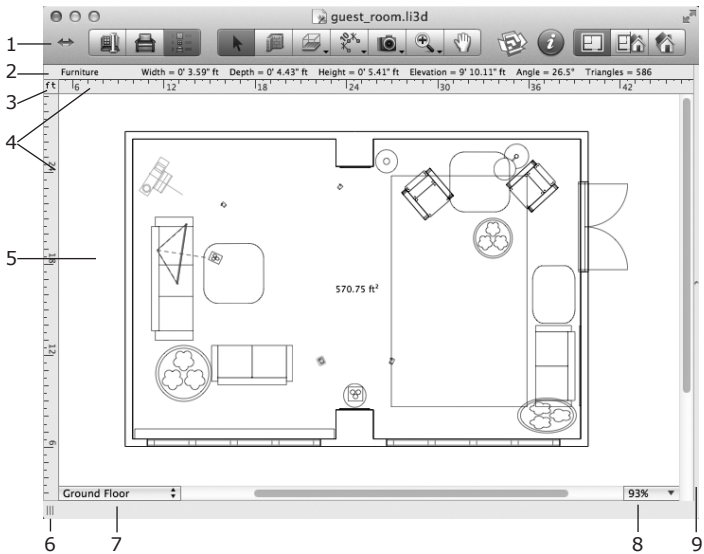 guest_room.li3d
1
2
Furniture Width = 0' 3.59" ft Depth = 0' 4.43" ft Height = 0' 5.41" ft Elevation = 9' 10.11" ft Angle = 26.5° Triangles = 586
3
ft 6 12 18 24 30 36 42
4
24
5
18
570.75 ft²
12
6
Ground Floor 93%
6 7 8 9